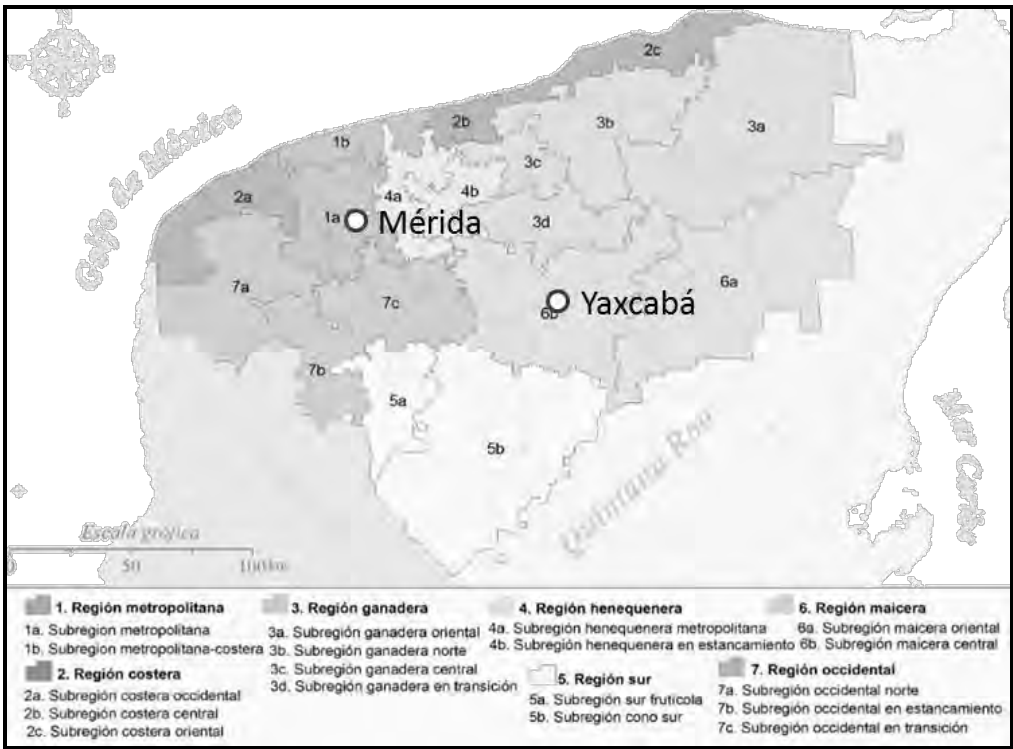 Golfo de México
2c
2b
3b
3a
1b
3c
4a
4b
2a
1a
Mérida
3d
6a
7a
7c
6b
Yaxcabá
7b
5a
5b
Quintana Roo
Mar Caribe
Escala gráfica
0 50 100 km
1. Región metropolitana
1a. Subregion metropolitana
1b. Subregion metropolitana-costera
2. Región costera
2a. Subregión costera occidental
2b. Subregión costera central
2c. Subregión costera oriental
3. Región ganadera
3a. Subregión ganadera oriental
3b. Subregión ganadera norte
3c. Subregión ganadera central
3d. Subregión ganadera en transición
4. Región henequenera
4a. Subregión henequenera metropolitana
4b. Subregión henequenera en estancamiento
5. Región sur
5a. Subregión sur frutícola
5b. Subregión cono sur
6. Región maicera
6a. Subregión maicera oriental
6b. Subregión maicera central
7. Región occidental
7a. Subregión occidental norte
7b. Subregión occidental en estancamiento
7c. Subregión occidental en transición